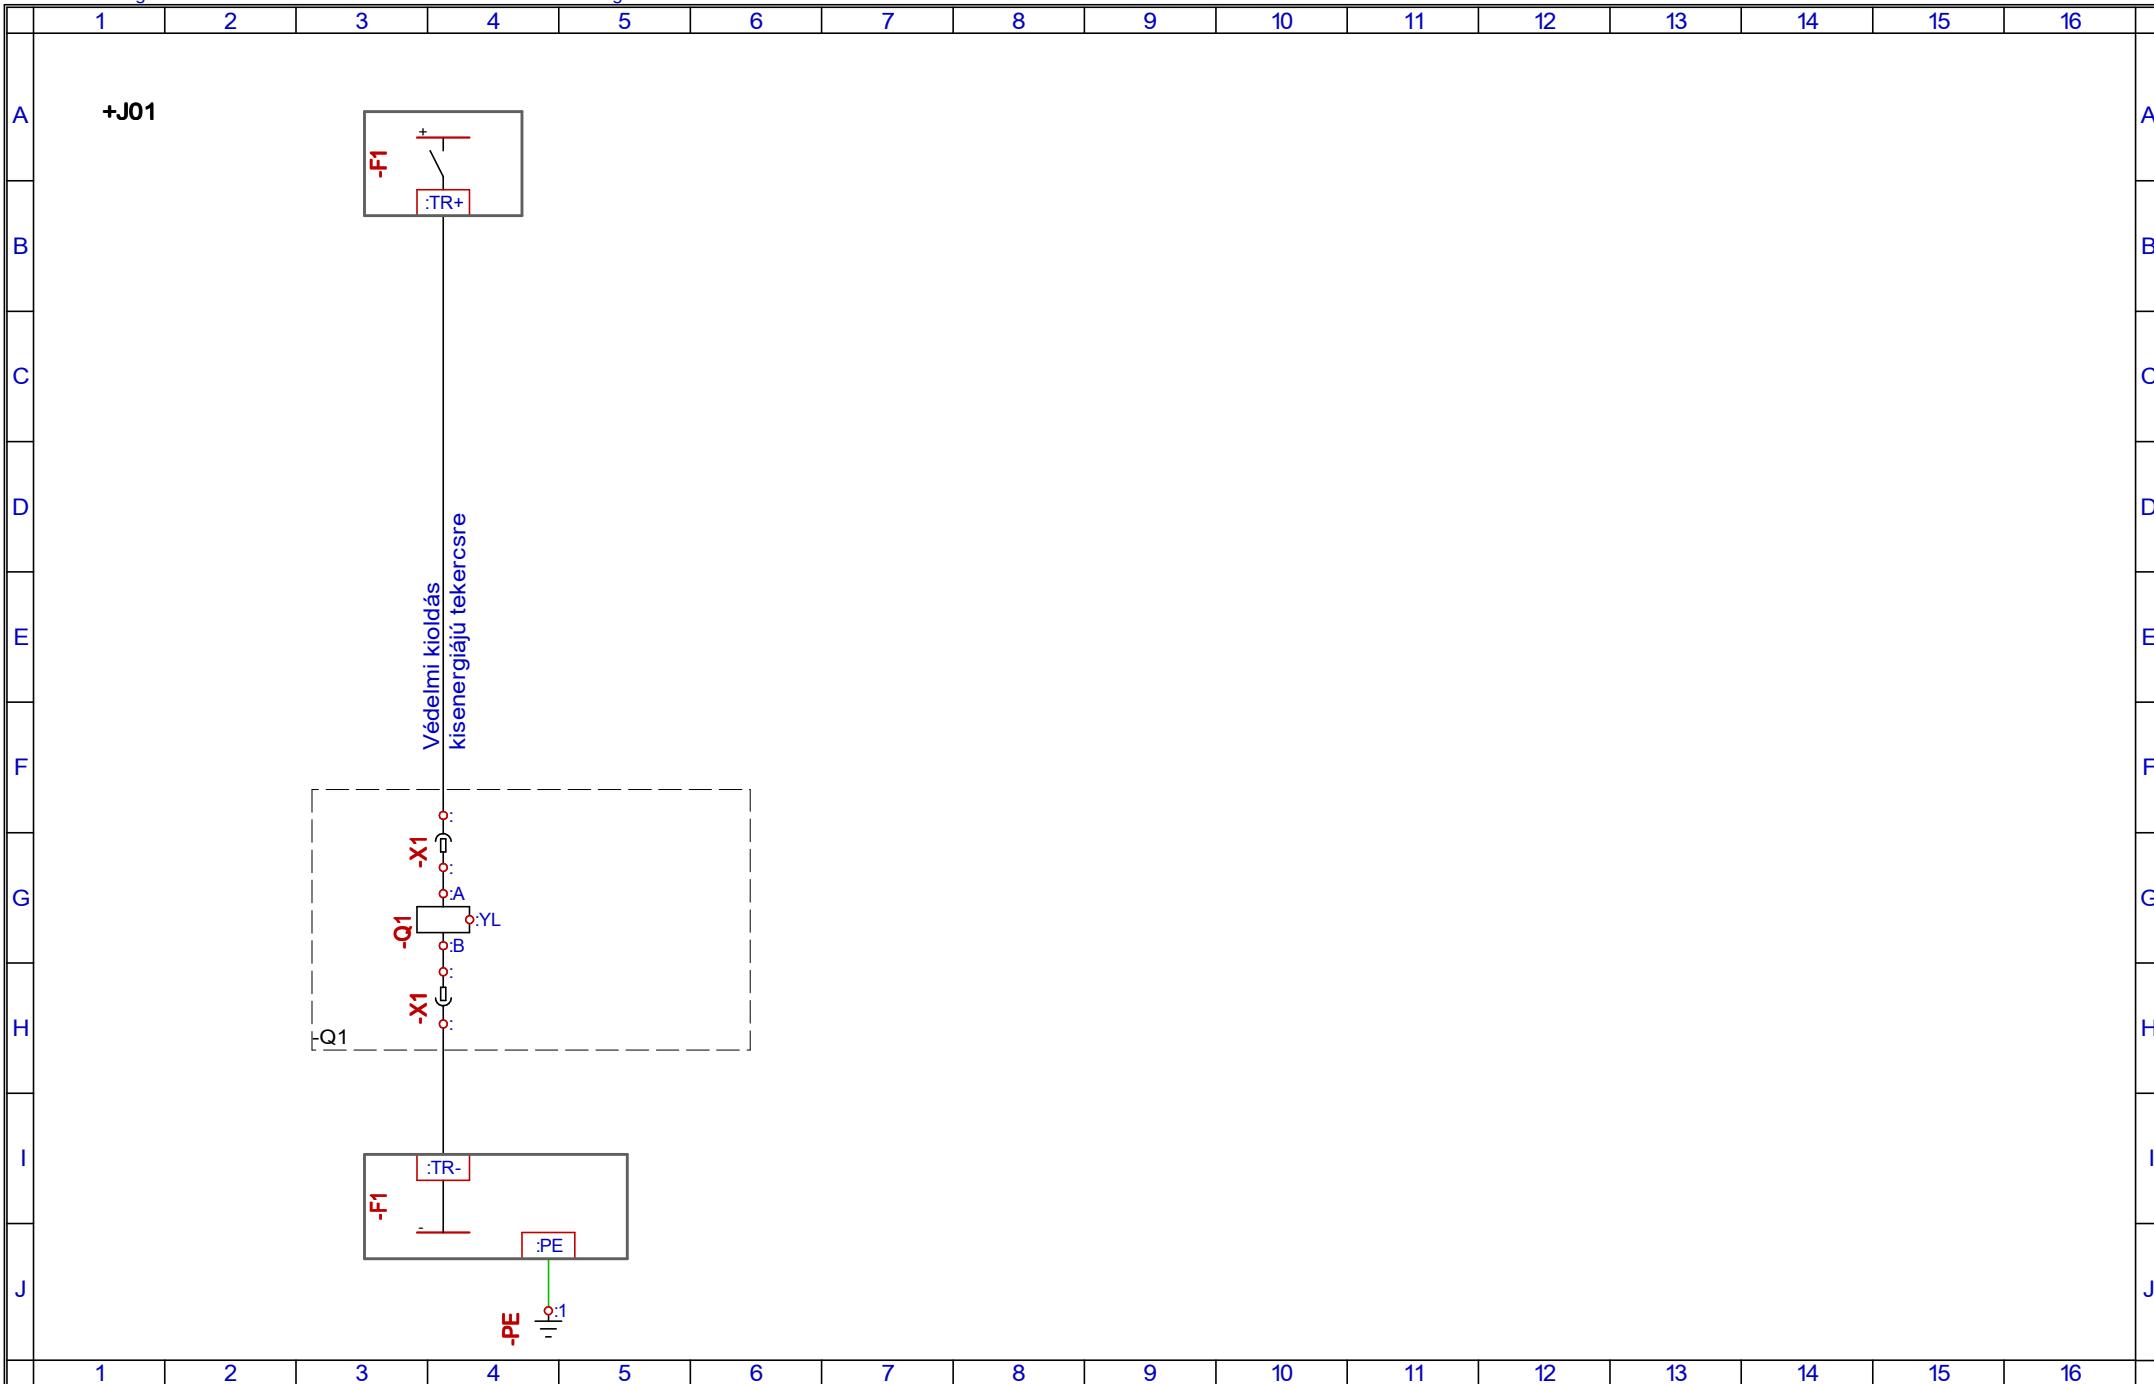 1 2 3 4 5 6 7 8 9 10 11 12 13 14 15 16
A A
+J01
+
-F1
:TR+
B B
C C
D D
Védelmi kioldás
kisenergiájú tekercsre
E E
F F
:
-X1
:
:A
G G
-Q1
:YL
:B
:
-X1
:
H H
-Q1
I I
:TR-
-F1
-
:PE
J J
:1
-PE
1 2 3 4 5 6 7 8 9 10 11 12 13 14 15 16